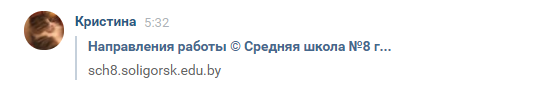 Кристина 5:32
Направления работы © Средняя школа №8 г...
sch8.soligorsk.edu.by